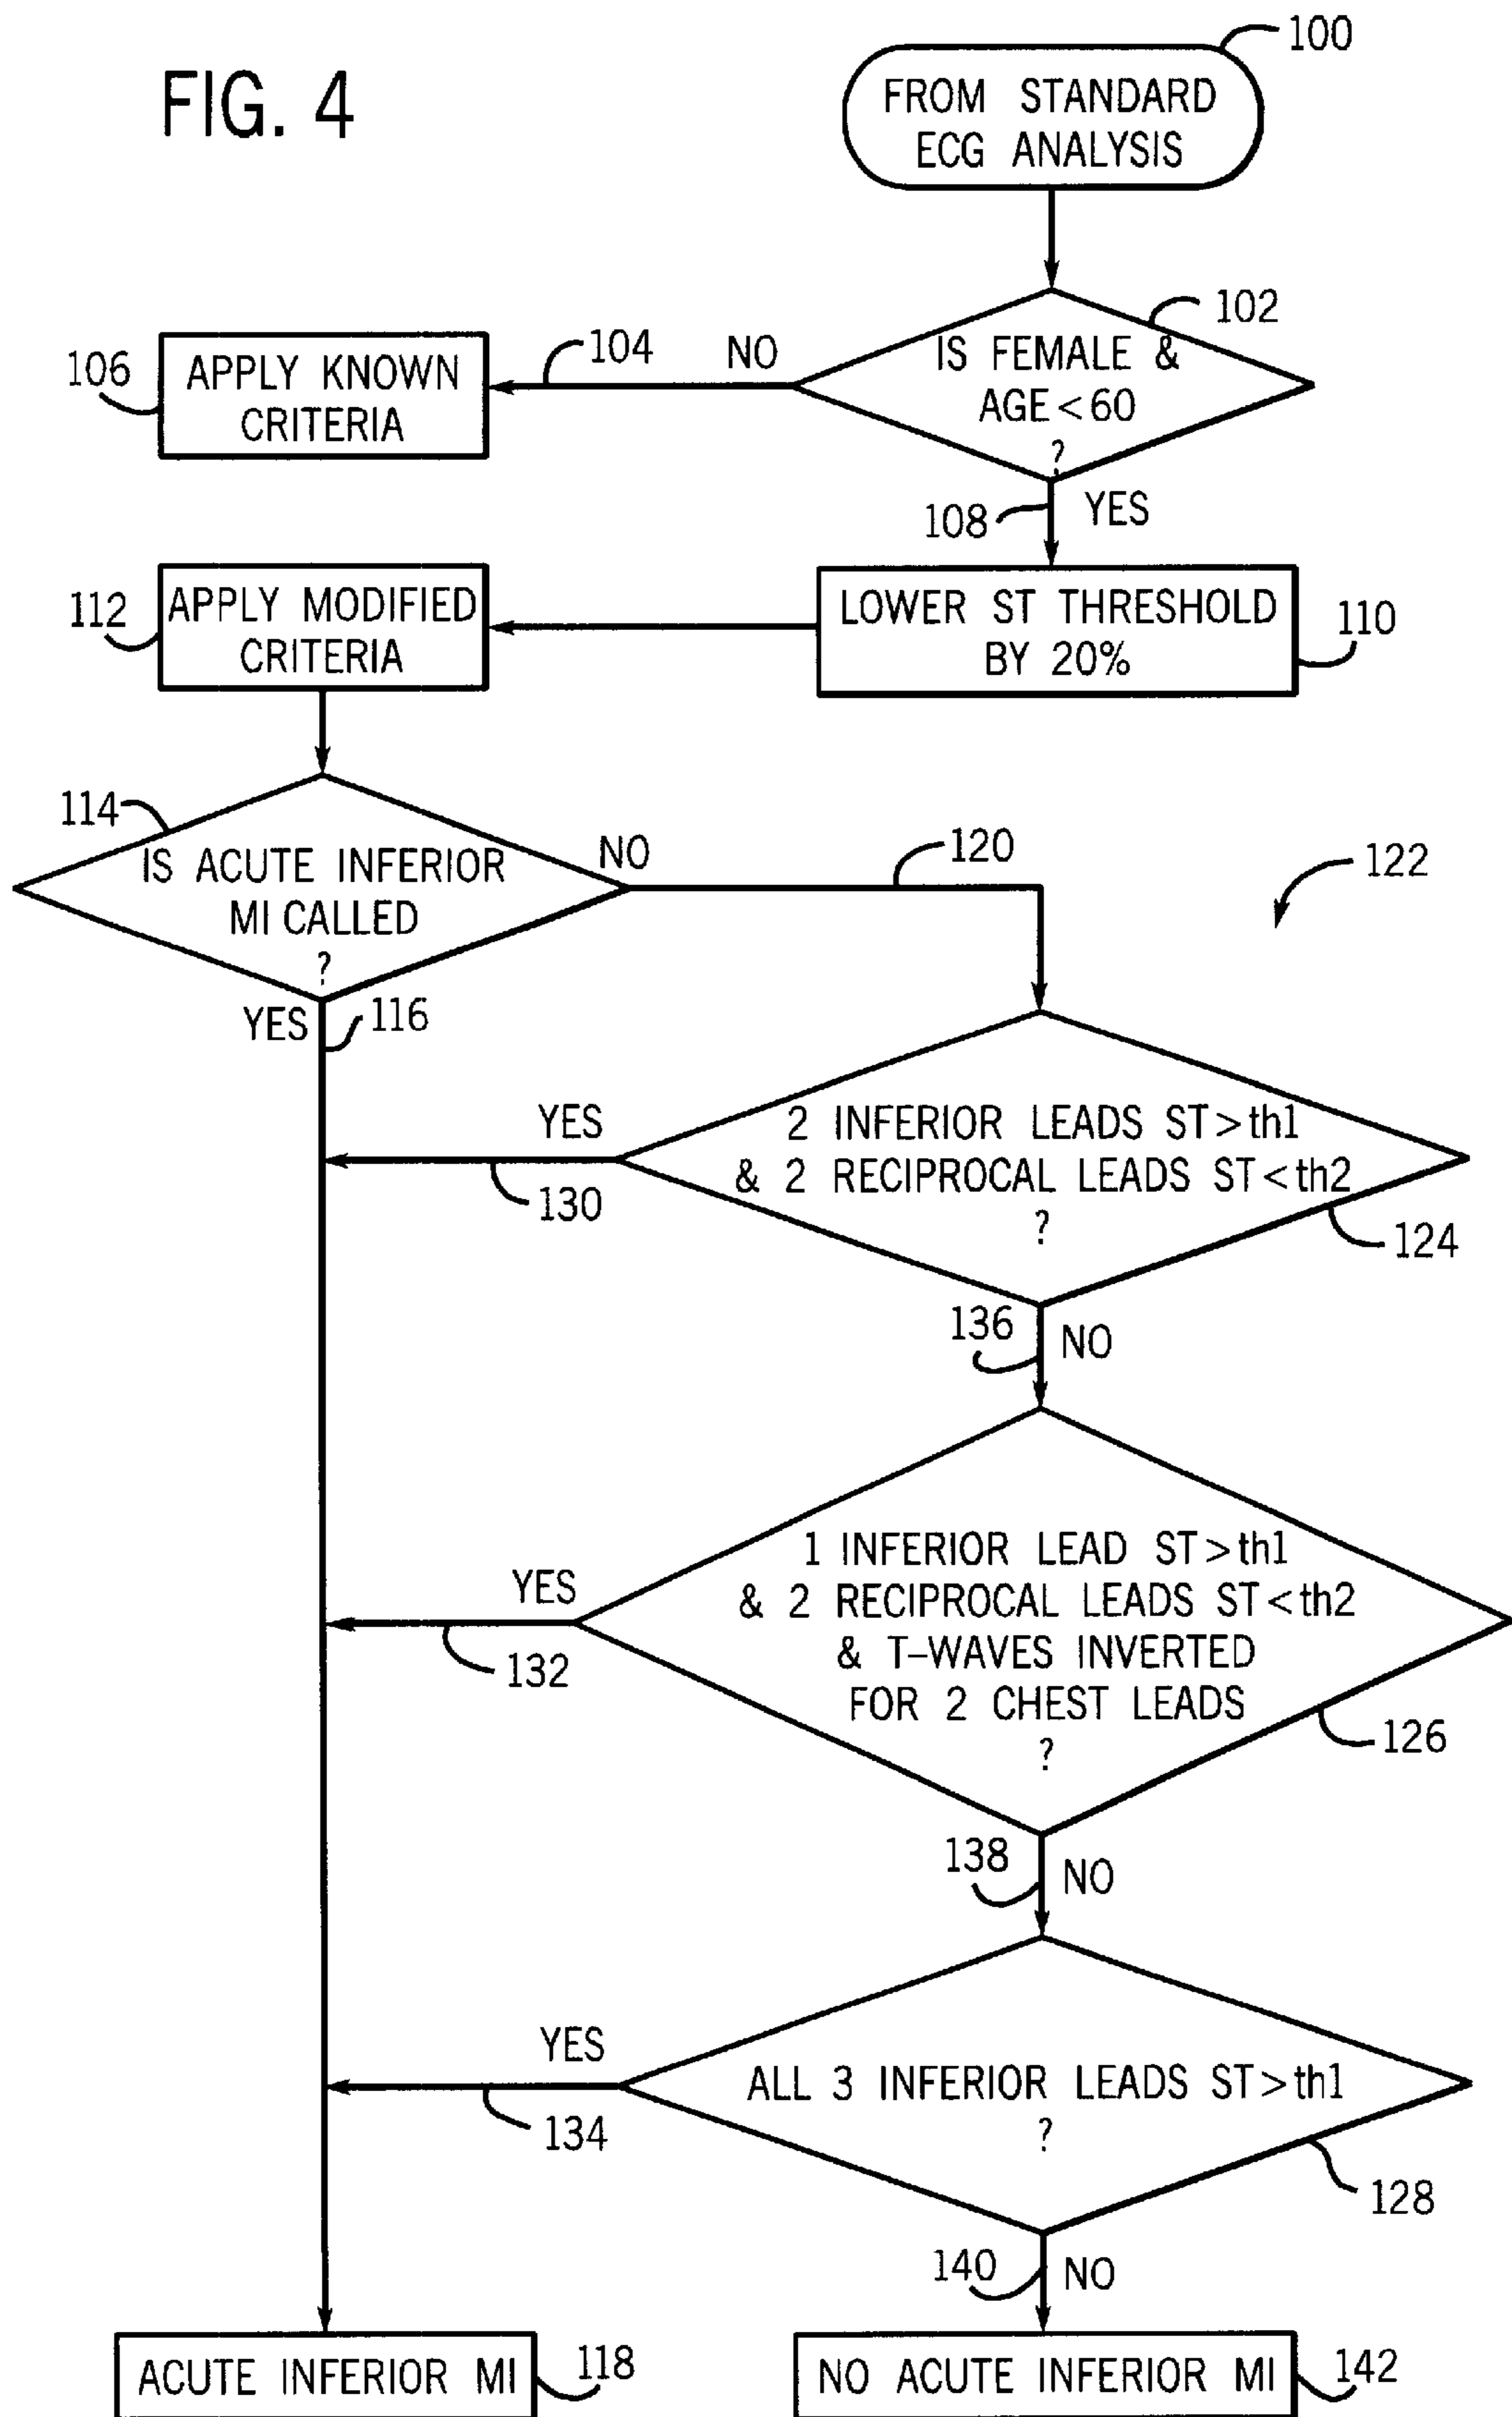 FIG. 4
100
FROM STANDARD
ECG ANALYSIS
102
IS FEMALE &
AGE<60
?
NO
104
106
APPLY KNOWN
CRITERIA
108
YES
110
LOWER ST THRESHOLD
BY 20%
112
APPLY MODIFIED
CRITERIA
114
IS ACUTE INFERIOR
MI CALLED
?
NO
120
122
YES
116
2 INFERIOR LEADS ST>th1
& 2 RECIPROCAL LEADS ST<th2
?
124
YES
130
136
NO
1 INFERIOR LEAD ST>th1
& 2 RECIPROCAL LEADS ST<th2
& T-WAVES INVERTED
FOR 2 CHEST LEADS
?
126
YES
132
138
NO
ALL 3 INFERIOR LEADS ST>th1
?
128
YES
134
140
NO
ACUTE INFERIOR MI
118
NO ACUTE INFERIOR MI
142